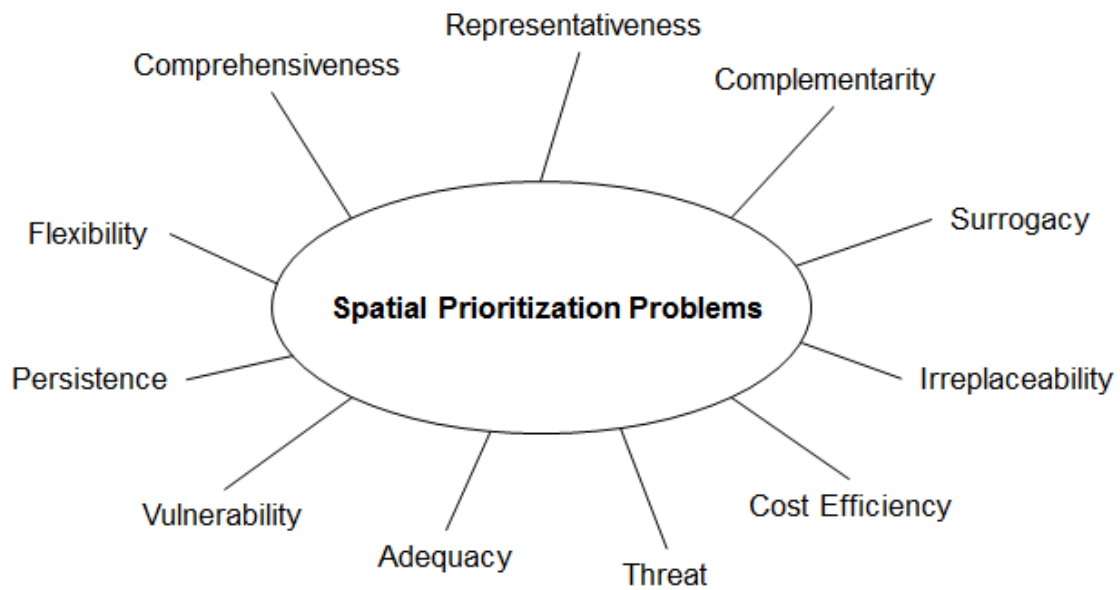 Representativeness
Comprehensiveness
Complementarity
Surrogacy
Flexibility
Spatial Prioritization Problems
Persistence
Irreplaceability
Cost Efficiency
Vulnerability
Adequacy
Threat